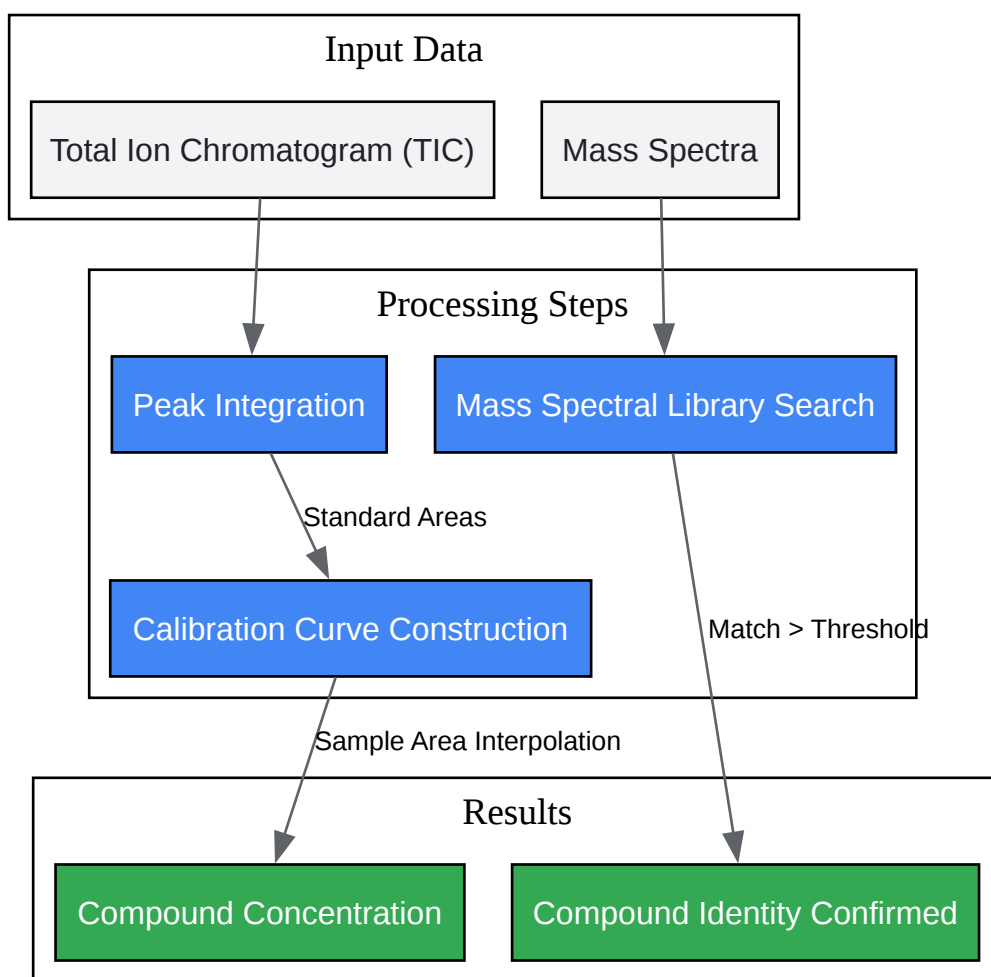 Input Data
Total Ion Chromatogram (TIC)
Mass Spectra
Processing Steps
Peak Integration
Mass Spectral Library Search
Standard Areas
Calibration Curve Construction
Match > Threshold
Sample Area Interpolation
Results
Compound Concentration
Compound Identity Confirmed